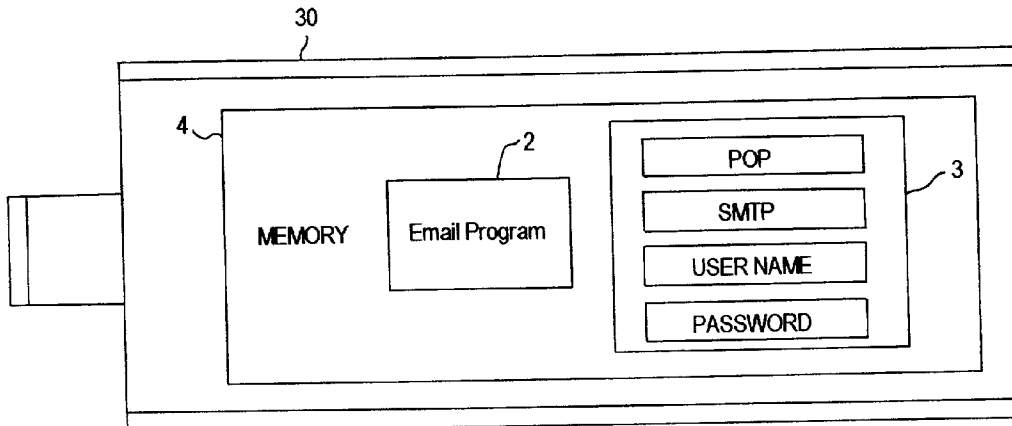 30
4
2
POP
3
SMTP
MEMORY
Email Program
USER NAME
PASSWORD